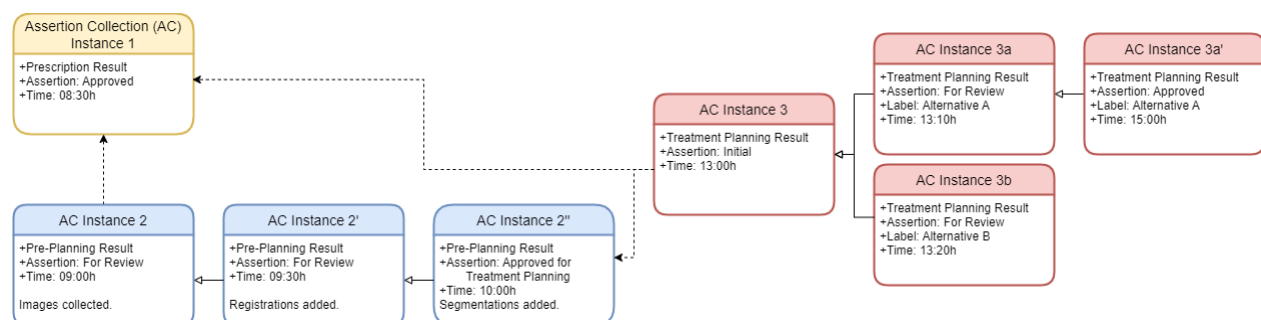 Assertion Collection (AC)
Instance 1
+Prescription Result
+Assertion: Approved
+Time: 08:30h
AC Instance 2
+Pre-Planning Result
+Assertion: For Review
+Time: 09:00h
Images collected.
AC Instance 2'
+Pre-Planning Result
+Assertion: For Review
+Time: 09:30h
Registrations added.
AC Instance 2''
+Pre-Planning Result
+Assertion: Approved for
Treatment Planning
+Time: 10:00h
Segmentations added.
AC Instance 3
+Treatment Planning Result
+Assertion: Initial
+Time: 13:00h
AC Instance 3a
+Treatment Planning Result
+Assertion: For Review
+Label: Alternative A
+Time: 13:10h
AC Instance 3a'
+Treatment Planning Result
+Assertion: Approved
+Label: Alternative A
+Time: 15:00h
AC Instance 3b
+Treatment Planning Result
+Assertion: For Review
+Label: Alternative B
+Time: 13:20h